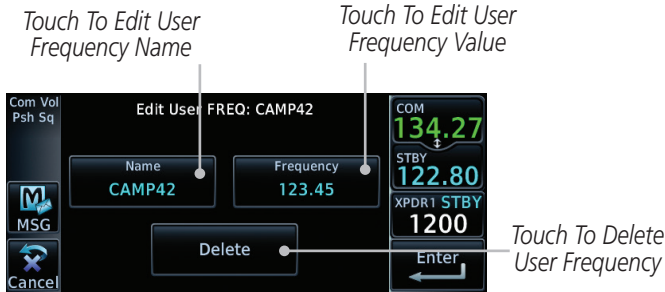 Touch To Edit User
Frequency Name
Touch To Edit User
Frequency Value
Com Vol
Psh Sq
Edit User FREQ: CAMP42
COM
134.27
STBY
122.80
Name
CAMP42
Frequency
123.45
XPDR1 STBY
1200
MSG
Delete
Touch To Delete
User Frequency
Enter
Cancel